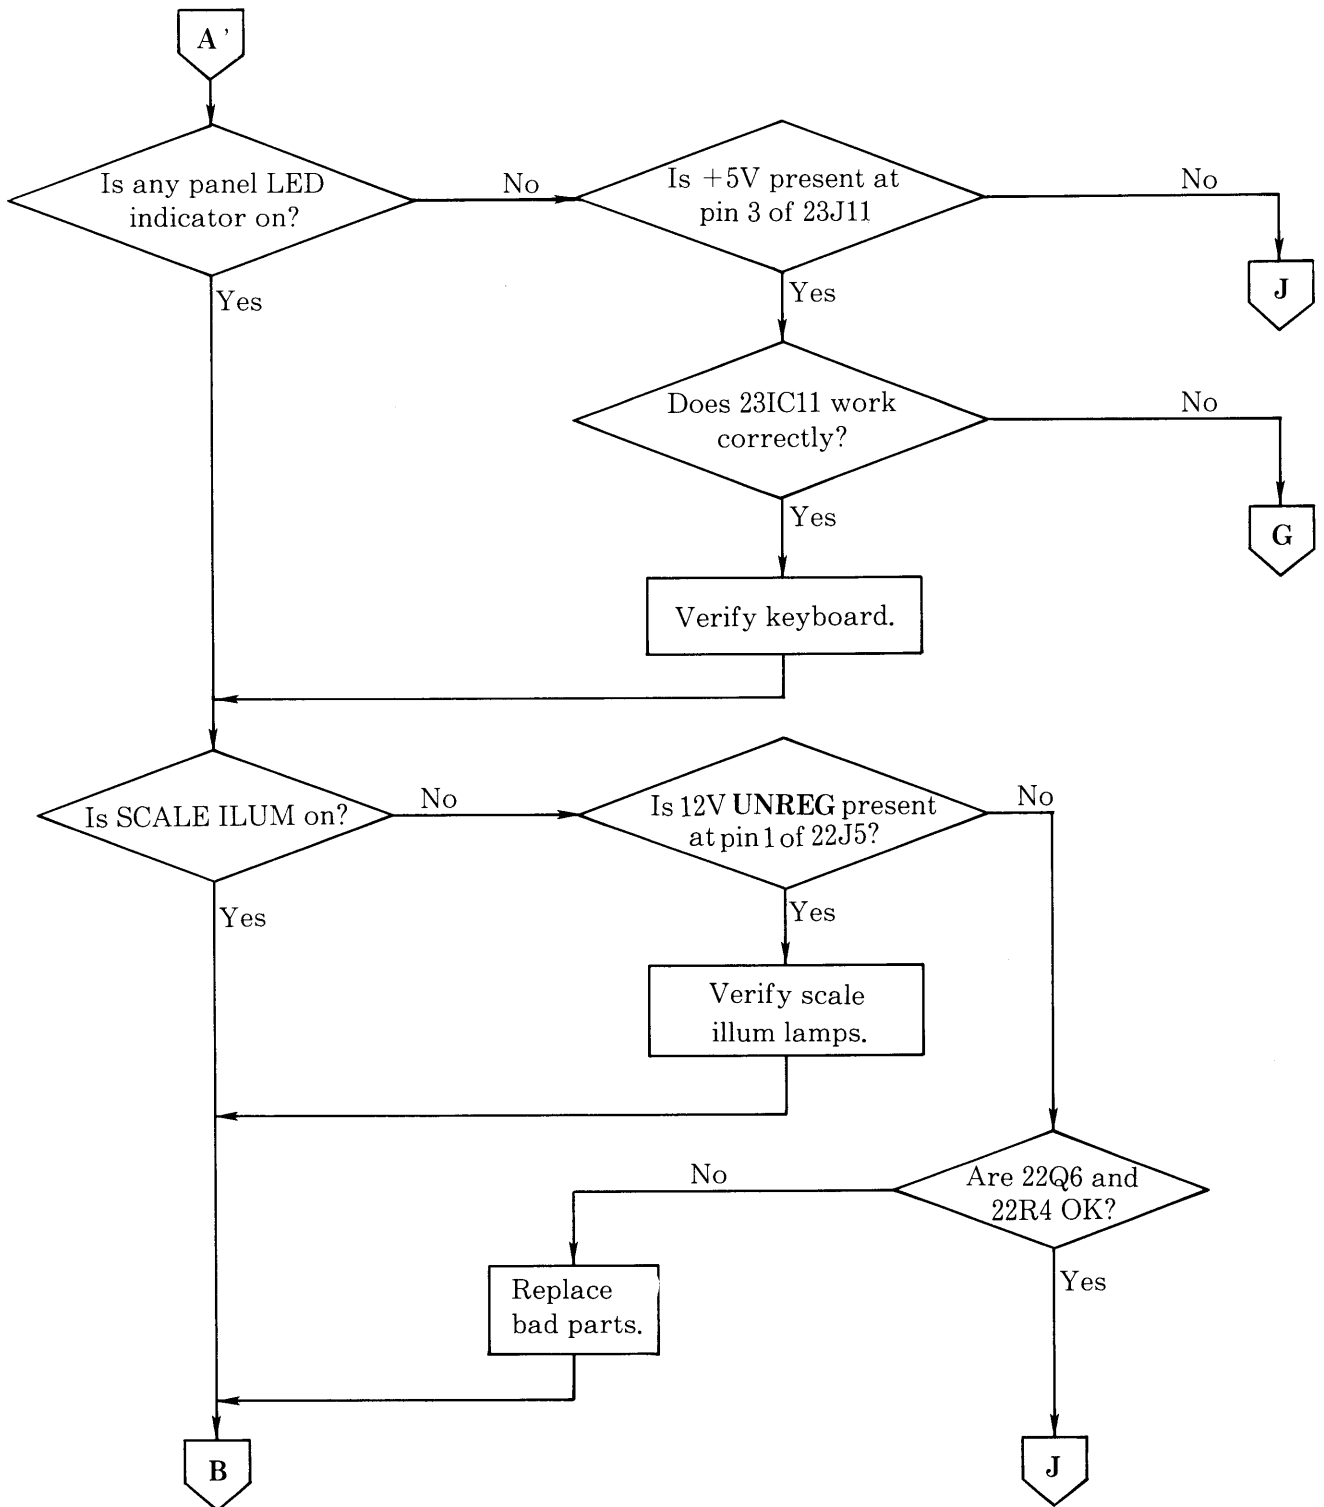 A'
Is any panel LED
indicator on?
No
Is +5V present at
pin 3 of 23J11
No
J
Yes
Yes
Does 23IC11 work
correctly?
No
G
Yes
Verify keyboard.
Is SCALE ILUM on?
No
Is 12V UNREG present
at pin 1 of 22J5?
No
Yes
Yes
Verify scale
illum lamps.
No
Are 22Q6 and
22R4 OK?
Replace
bad parts.
Yes
B
J